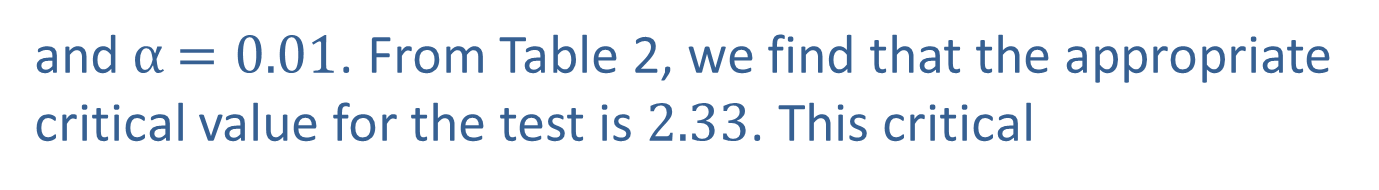 and α = 0.01. From Table 2, we find that the appropriate
critical value for the test is 2.33. This critical